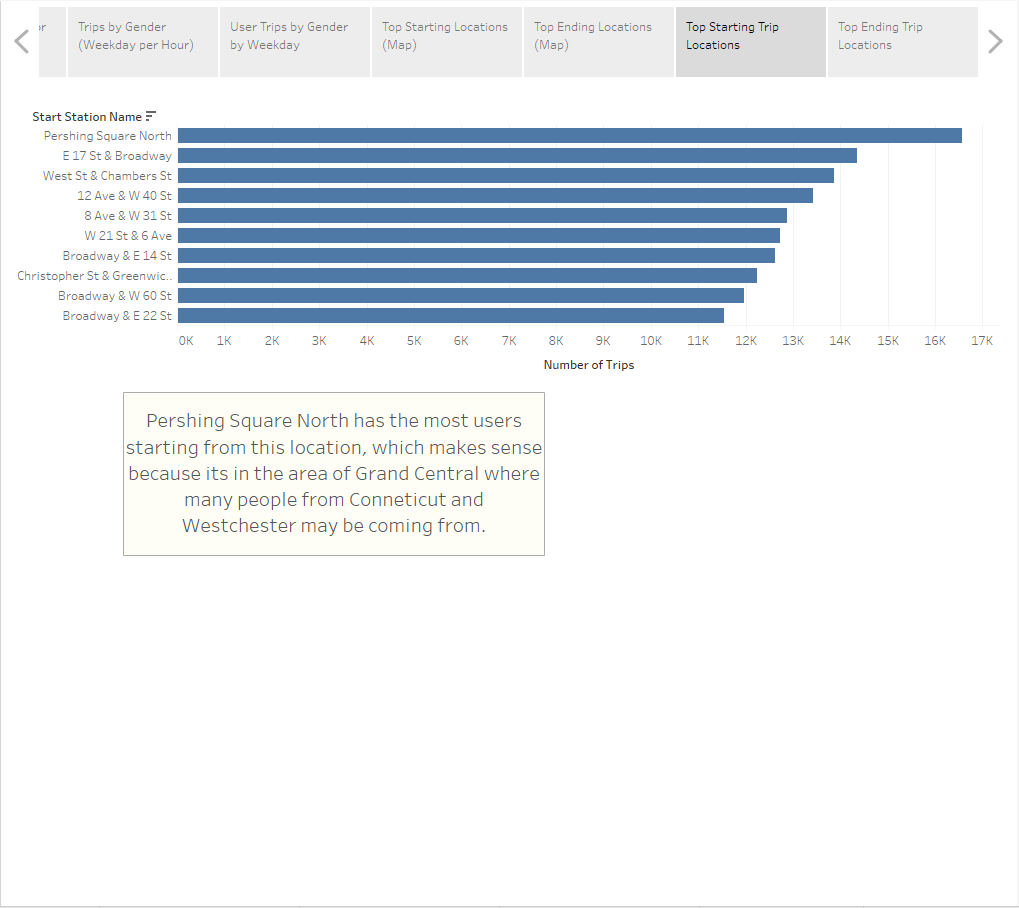 or
Trips by Gender
(Weekday per Hour)
User Trips by Gender
by Weekday
Top Starting Locations
(Map)
Top Ending Locations
(Map)
Top Starting Trip
Locations
Top Ending Trip
Locations
Start Station Name
Pershing Square North
E 17 St & Broadway
West St & Chambers St
12 Ave & W 40 St
8 Ave & W 31 St
W 21 St & 6 Ave
Broadway & E 14 St
Christopher St & Greenwic..
Broadway & W 60 St
Broadway & E 22 St
0K 1K 2K 3K 4K 5K 6K 7K 8K 9K 10K 11K 12K 13K 14K 15K 16K 17K
Number of Trips
Pershing Square North has the most users
starting from this location, which makes sense
because its in the area of Grand Central where
many people from Conneticut and
Westchester may be coming from.